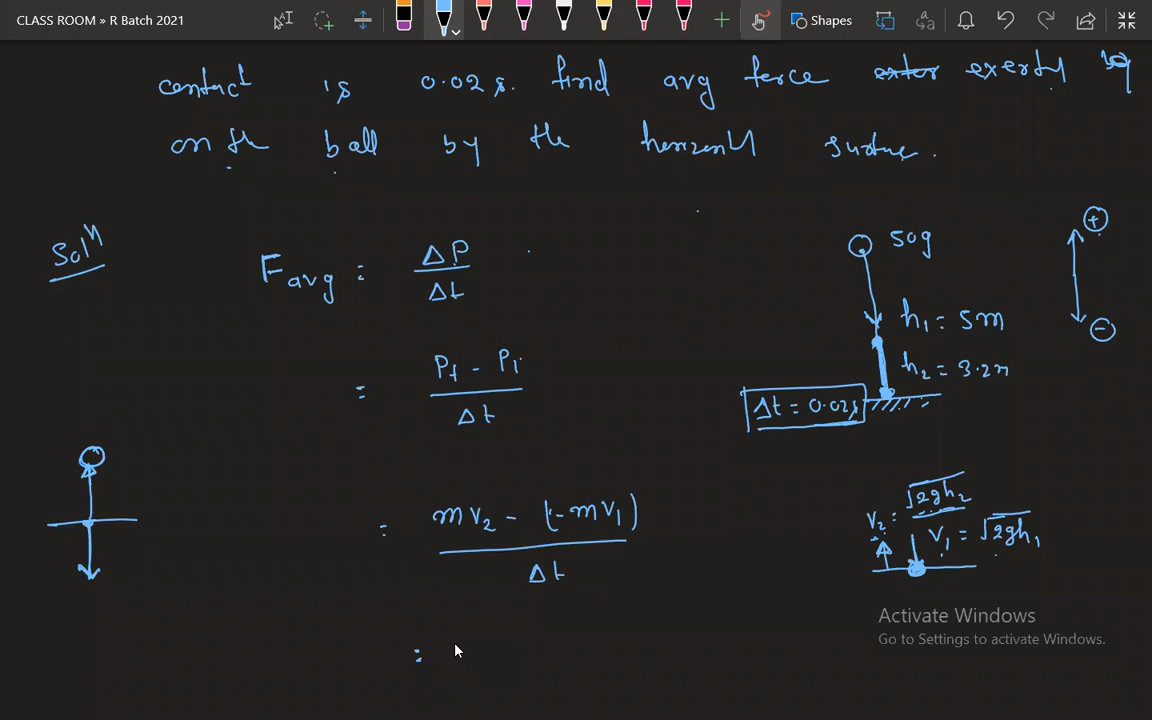 CLASS ROOM » R Batch 2021
Shapes
contact is 0.02 s. find avg force exerted
on the ball by the horizontal surface.
Solⁿ
F avg = ΔP / Δt
50g
+
h₁ = 5m
−
= Pf - Pi / Δt
h₂ = 3.2m
Δt = 0.02s
= mv₂ - (-mv₁) / Δt
v₂ = √2gh₂
v₁ = √2gh₁
=
Activate Windows
Go to Settings to activate Windows.